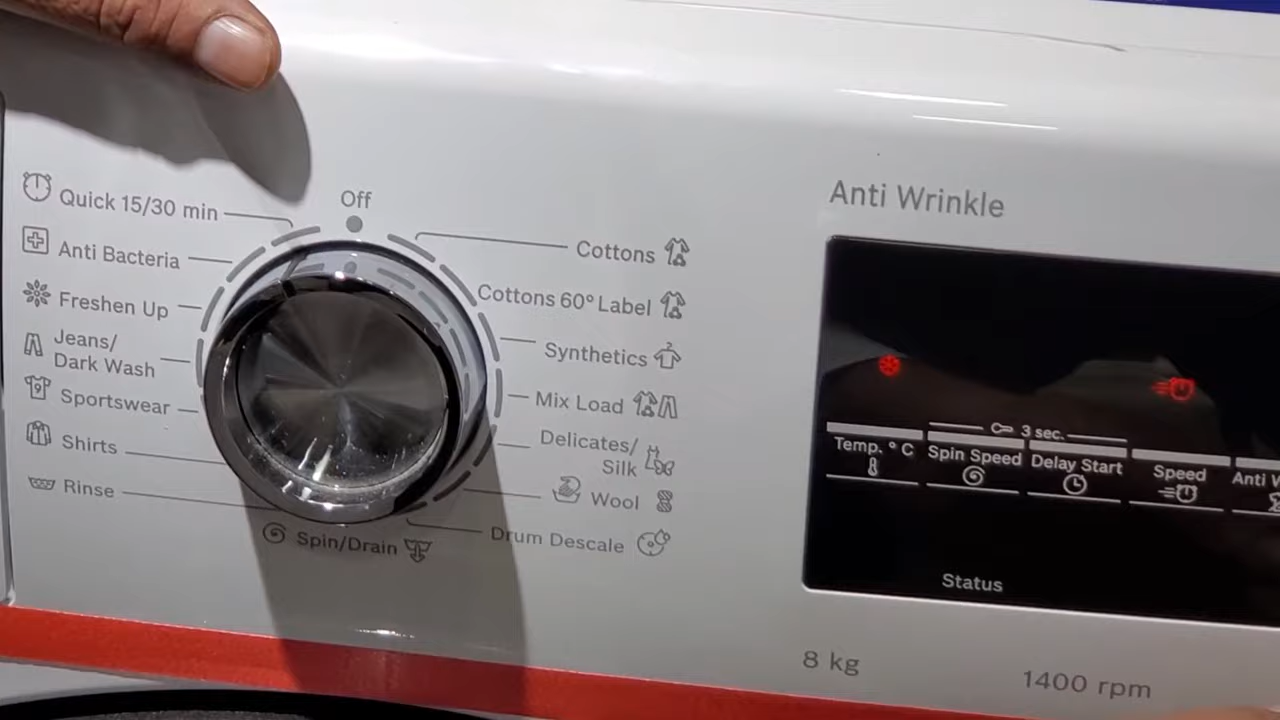 Off
Quick 15/30 min
Anti Bacteria
Freshen Up
Jeans/
Dark Wash
Sportswear
Shirts
Rinse
Spin/Drain
Cottons
Cottons 60° Label
Synthetics
Mix Load
Delicates/
Silk
Wool
Drum Descale
Anti Wrinkle
3 sec.
Temp. °C
Spin Speed
Delay Start
Speed
Anti
Status
8 kg
1400 rpm